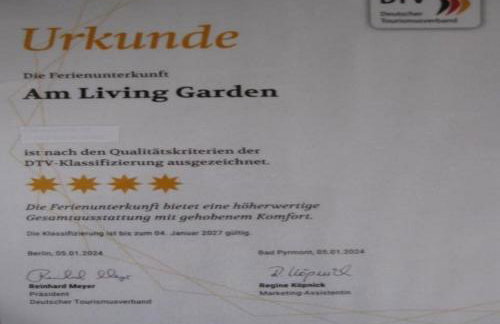 DTV
Deutscher
Tourismusverband
Urkunde
Die Ferienunterkunft
Am Living Garden
ist nach den Qualitätskriterien der
DTV-Klassifizierung ausgezeichnet.
Die Ferienunterkunft bietet eine höherwertige
Gesamtausstattung mit gehobenem Komfort.
Die Klassifizierung ist bis zum 04. Januar 2027 gültig.
Berlin, 05.01.2024
Bad Pyrmont, 05.01.2024
Reinhard Meyer
Präsident
Deutscher Tourismusverband
Regine Köpnick
Marketing-Assistentin